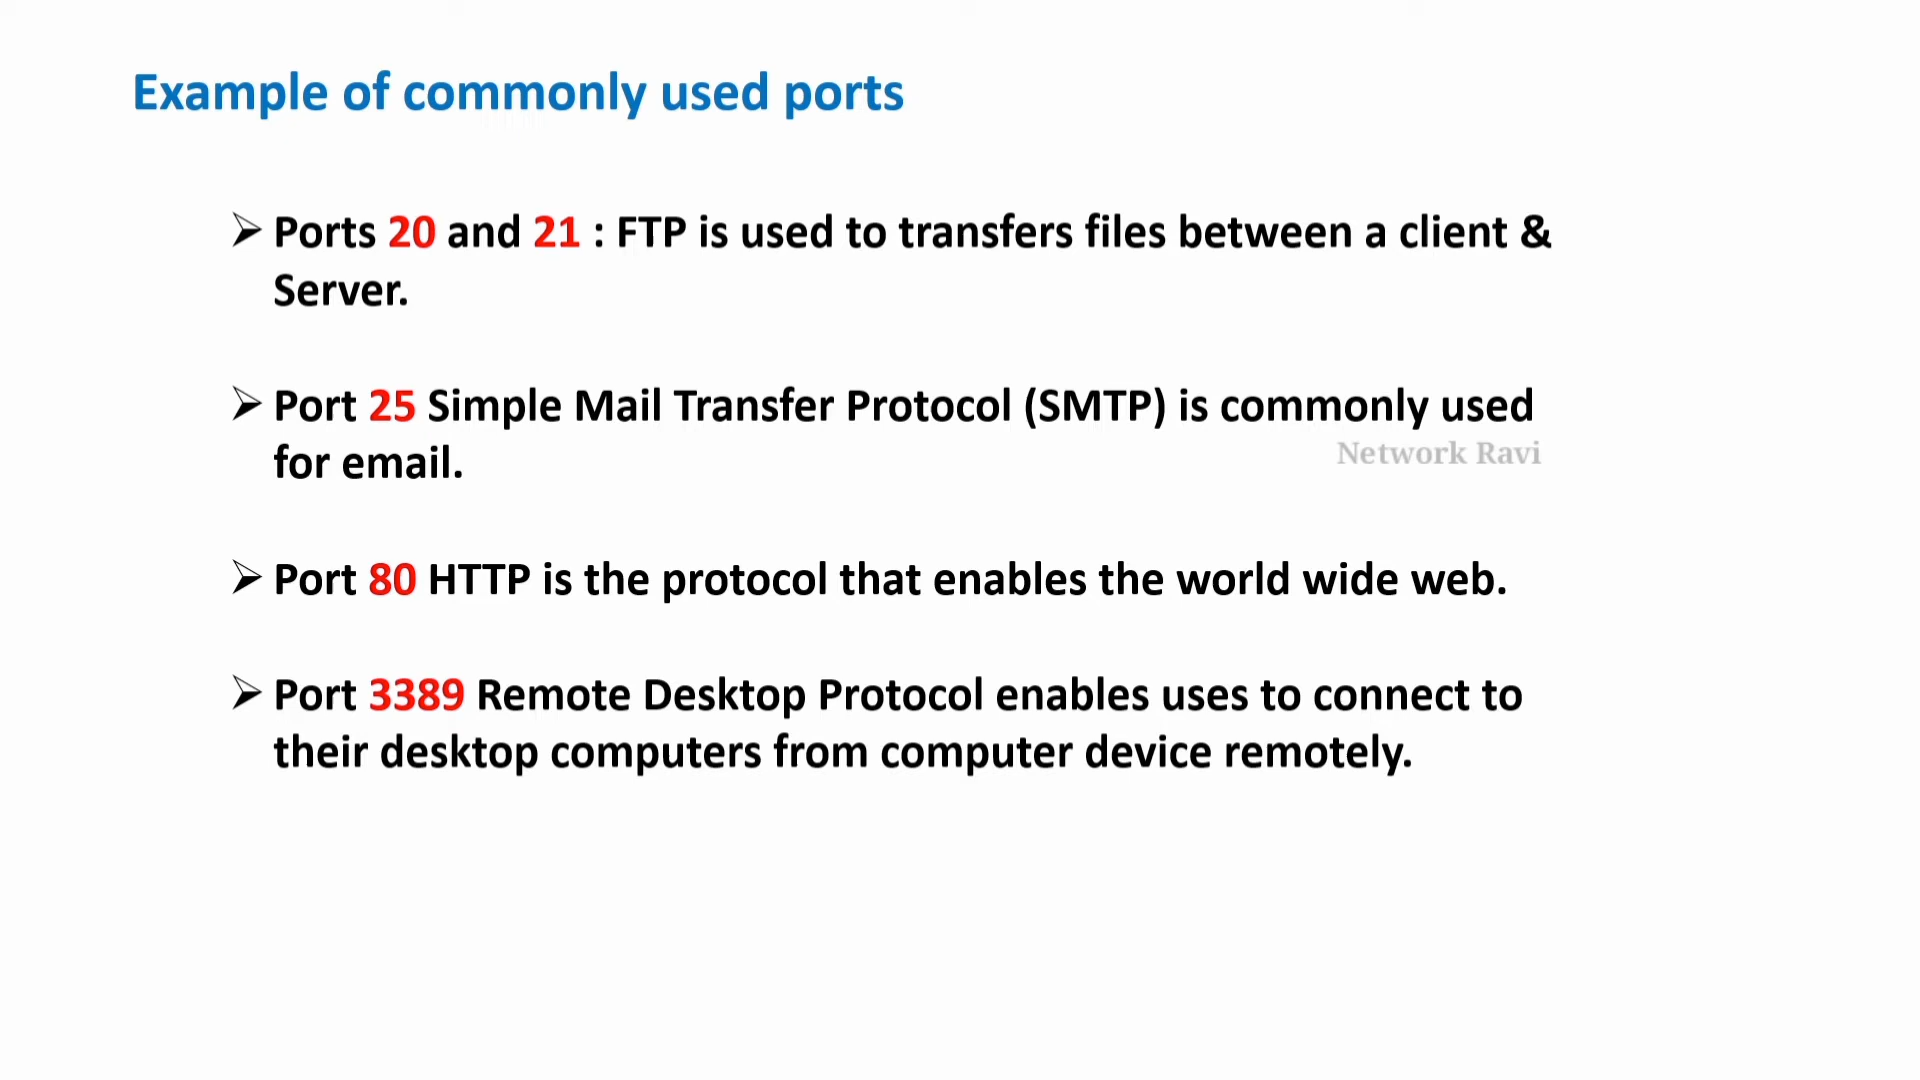 Example of commonly used ports
➢ Ports 20 and 21 : FTP is used to transfers files between a client &
Server.
➢ Port 25 Simple Mail Transfer Protocol (SMTP) is commonly used
for email.
Network Ravi
➢ Port 80 HTTP is the protocol that enables the world wide web.
➢ Port 3389 Remote Desktop Protocol enables uses to connect to
their desktop computers from computer device remotely.